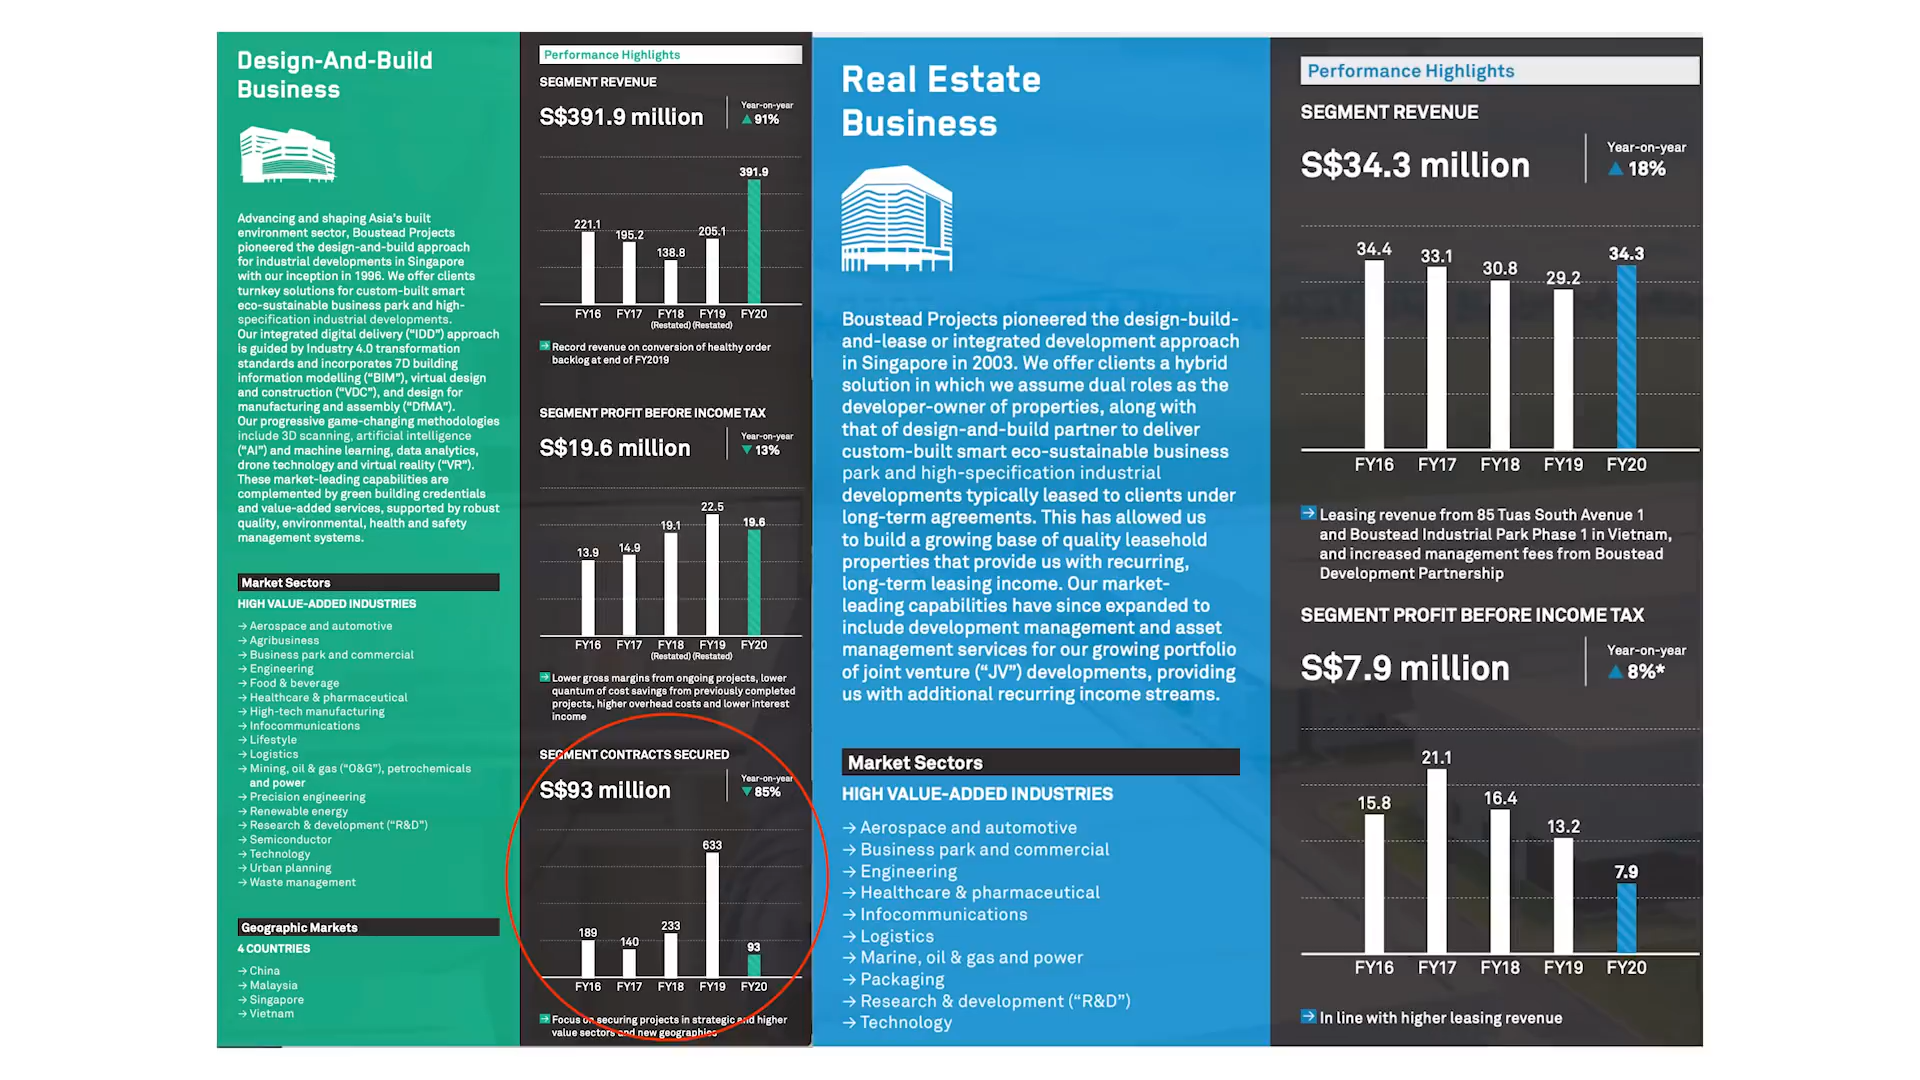 Design-And-Build
Business
Advancing and shaping Asia's built
environment sector, Boustead Projects
pioneered the design-and-build approach
for industrial developments in Singapore
with our inception in 1996. We offer clients
turnkey solutions for custom-built smart
eco-sustainable business park and high-
specification industrial developments.
Our integrated digital delivery ("IDD") approach
is guided by Industry 4.0 transformation
standards and incorporates 7D building
information modelling ("BIM"), virtual design
and construction ("VDC"), and design for
manufacturing and assembly ("DfMA").
Our progressive game-changing methodologies
include 3D scanning, artificial intelligence
("AI") and machine learning, data analytics,
drone technology and virtual reality ("VR").
These market-leading capabilities are
complemented by green building credentials
and value-added services, supported by robust
quality, environmental, health and safety
management systems.
Market Sectors
HIGH VALUE-ADDED INDUSTRIES
→ Aerospace and automotive
→ Agribusiness
→ Business park and commercial
→ Engineering
→ Food & beverage
→ Healthcare & pharmaceutical
→ High-tech manufacturing
→ Infocommunications
→ Lifestyle
→ Logistics
→ Mining, oil & gas ("O&G"), petrochemicals
and power
→ Precision engineering
→ Renewable energy
→ Research & development ("R&D")
→ Semiconductor
→ Technology
→ Urban planning
→ Waste management
Geographic Markets
4 COUNTRIES
→ China
→ Malaysia
→ Singapore
→ Vietnam
Performance Highlights
SEGMENT REVENUE
S$391.9 million
Year-on-year
▲ 91%
221.1 195.2 138.8 205.1 391.9
FY16 FY17 FY18 FY19 FY20
(Restated) (Restated)
→ Record revenue on conversion of healthy order
backlog at end of FY2019
SEGMENT PROFIT BEFORE INCOME TAX
S$19.6 million
Year-on-year
▼ 13%
13.9 14.9 19.1 22.5 19.6
FY16 FY17 FY18 FY19 FY20
(Restated) (Restated)
→ Lower gross margins from ongoing projects, lower
quantum of cost savings from previously completed
projects, higher overhead costs and lower interest
income
SEGMENT CONTRACTS SECURED
S$93 million
Year-on-year
▼ 85%
189 140 233 633 93
FY16 FY17 FY18 FY19 FY20
→ Focus on securing projects in strategic and higher
value sectors and new geographies
Real Estate
Business
Boustead Projects pioneered the design-build-
and-lease or integrated development approach
in Singapore in 2003. We offer clients a hybrid
solution in which we assume dual roles as the
developer-owner of properties, along with
that of design-and-build partner to deliver
custom-built smart eco-sustainable business
park and high-specification industrial
developments typically leased to clients under
long-term agreements. This has allowed us
to build a growing base of quality leasehold
properties that provide us with recurring,
long-term leasing income. Our market-
leading capabilities have since expanded to
include development management and asset
management services for our growing portfolio
of joint venture ("JV") developments, providing
us with additional recurring income streams.
Market Sectors
HIGH VALUE-ADDED INDUSTRIES
→ Aerospace and automotive
→ Business park and commercial
→ Engineering
→ Healthcare & pharmaceutical
→ Infocommunications
→ Logistics
→ Marine, oil & gas and power
→ Packaging
→ Research & development ("R&D")
→ Technology
Performance Highlights
SEGMENT REVENUE
S$34.3 million
Year-on-year
▲ 18%
34.4 33.1 30.8 29.2 34.3
FY16 FY17 FY18 FY19 FY20
→ Leasing revenue from 85 Tuas South Avenue 1
and Boustead Industrial Park Phase 1 in Vietnam,
and increased management fees from Boustead
Development Partnership
SEGMENT PROFIT BEFORE INCOME TAX
S$7.9 million
Year-on-year
▲ 8%*
15.8 21.1 16.4 13.2 7.9
FY16 FY17 FY18 FY19 FY20
→ In line with higher leasing revenue